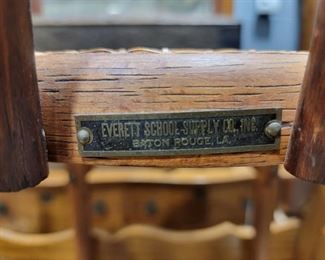 EVERETT SCHOOL SUPPLY CO., INC.
BATON ROUGE, LA.